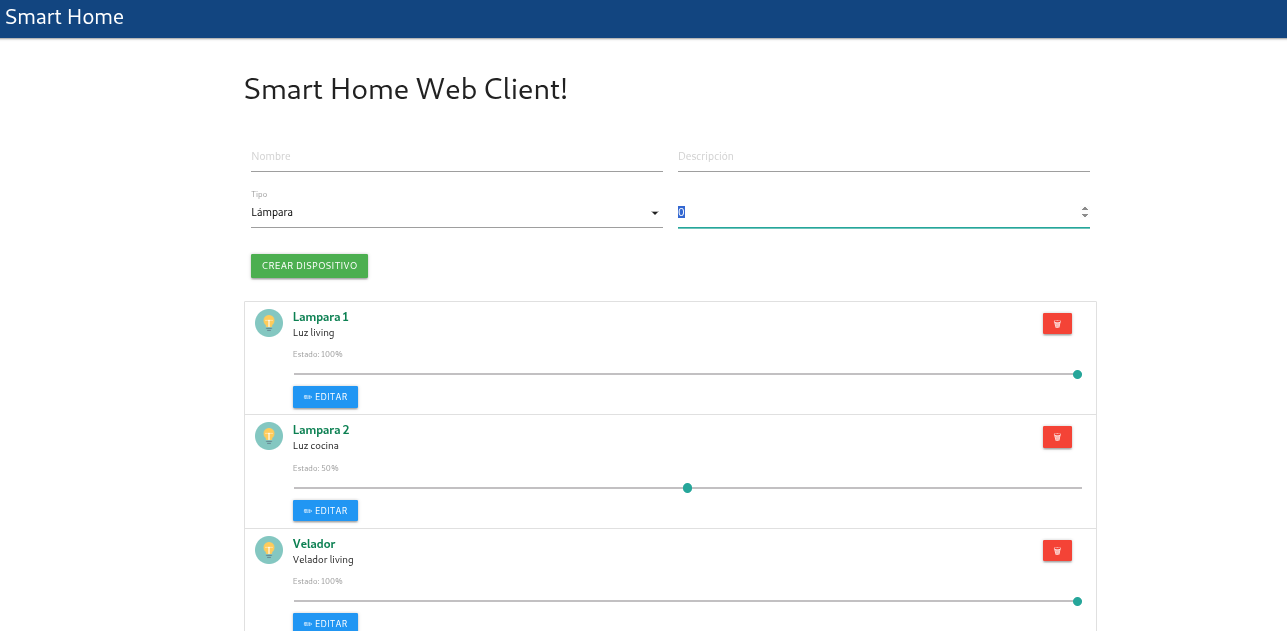 Smart Home
Smart Home Web Client!
Nombre
Descripción
Tipo
Lámpara
0
CREAR DISPOSITIVO
Lampara 1
Luz living
Estado: 100%
✏ EDITAR
Lampara 2
Luz cocina
Estado: 50%
✏ EDITAR
Velador
Velador living
Estado: 100%
✏ EDITAR